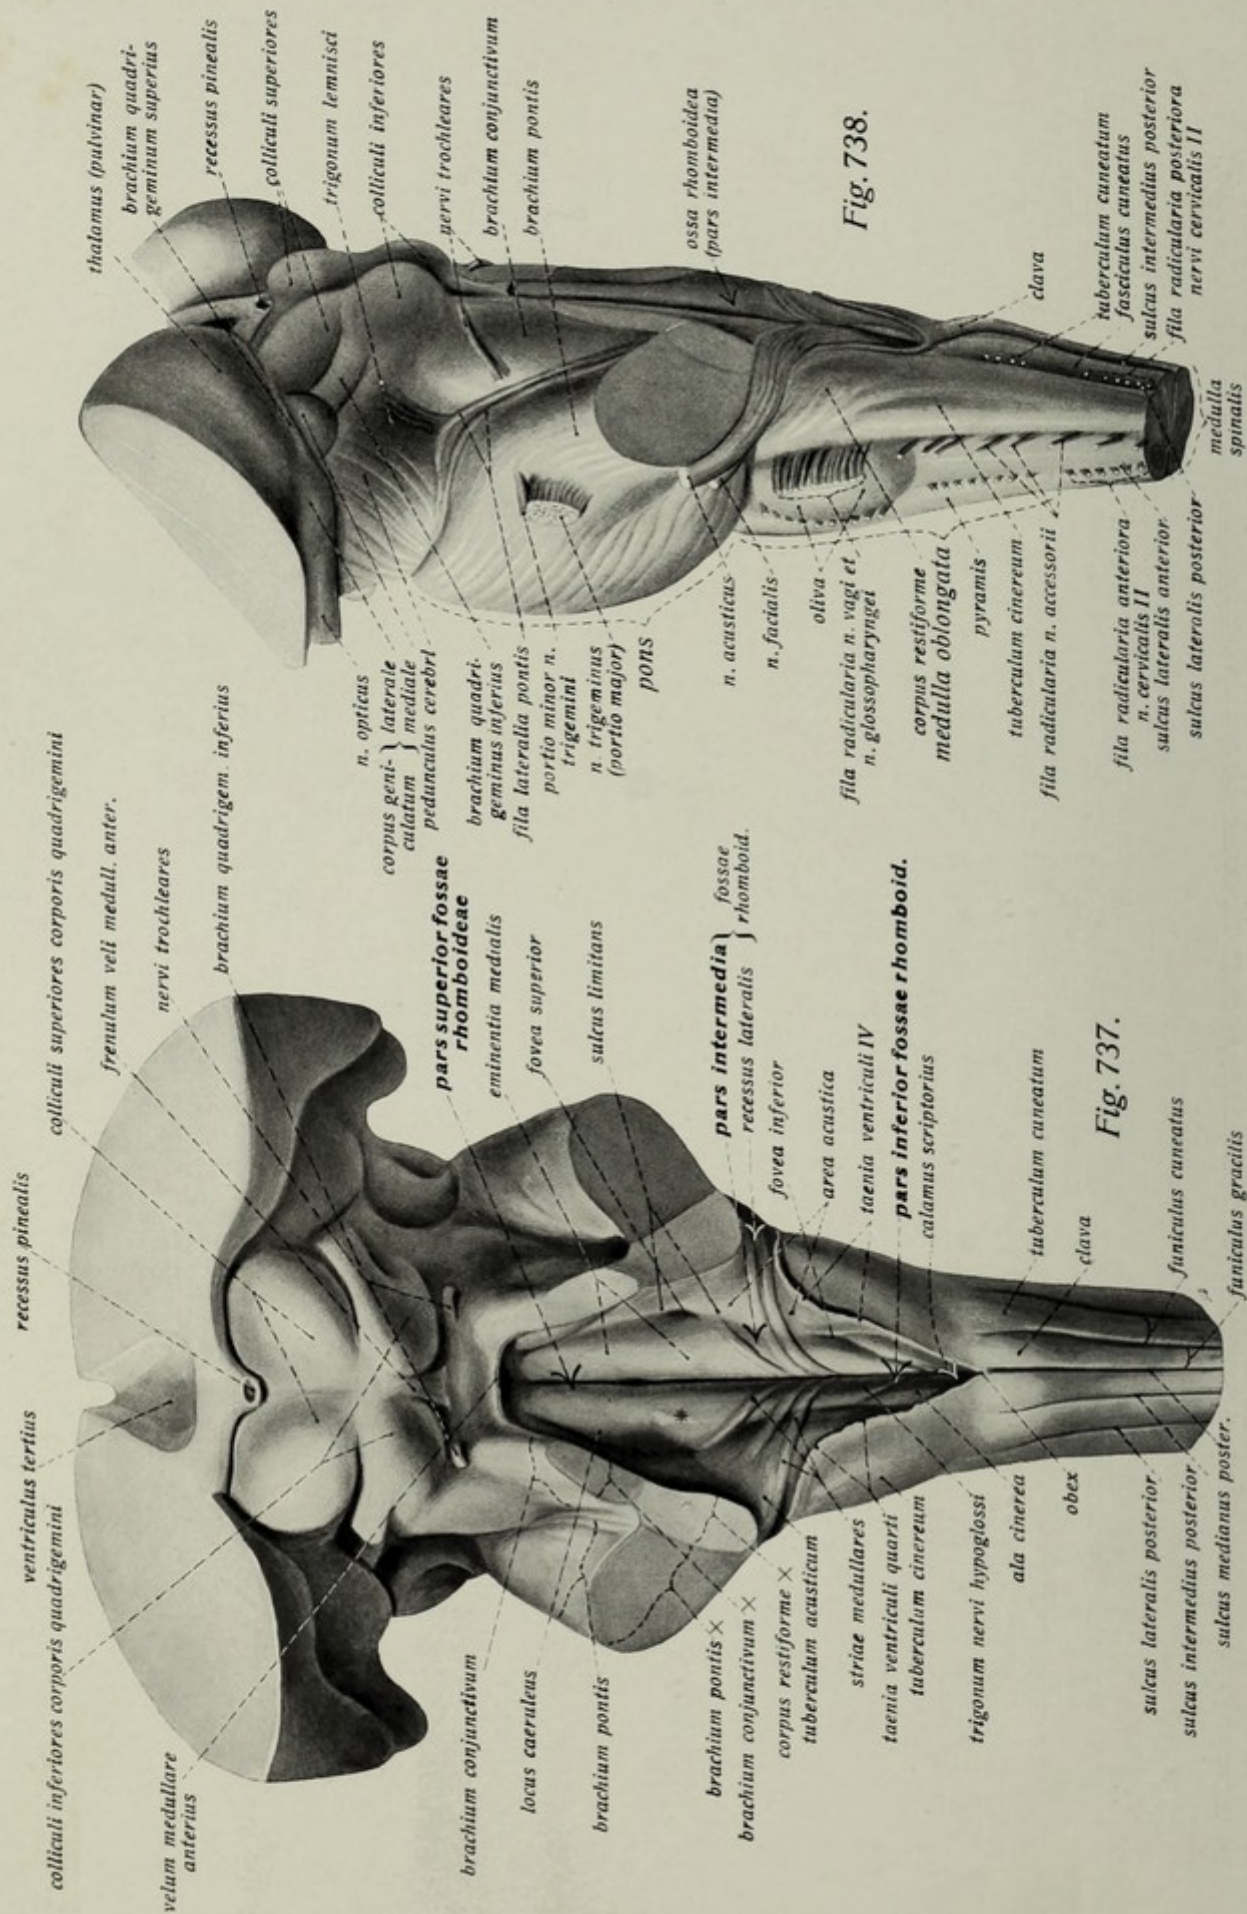 ventriculus tertius
recessus pinealis
colliculi inferiores corporis quadrigemini
colliculi superiores corporis quadrigemini
frenulum veli medull. anter.
nervi trochleares
brachium quadrigem. inferius
velum medullare
anterius
pars superior fossae
rhomboideae
eminentia medialis
fovea superior
sulcus limitans
brachium conjunctivum
locus caeruleus
brachium pontis
pars intermedia } fossae
recessus lateralis } rhomboid.
fovea inferior
area acustica
taenia ventriculi IV
pars inferior fossae rhomboid.
calamus scriptorius
brachium pontis ×
brachium conjunctivum ×
corpus restiforme ×
tuberculum acusticum
striae medullares
taenia ventriculi quarti
tuberculum cinereum
trigonum nervi hypoglossi
ala cinerea
obex
tuberculum cuneatum
clava
funiculus cuneatus
funiculus gracilis
sulcus lateralis posterior
sulcus intermedius posterior
sulcus medianus poster.
Fig. 737.
thalamus (pulvinar)
brachium quadri-
geminum superius
recessus pinealis
colliculi superiores
trigonum lemnisci
colliculi inferiores
nervi trochleares
brachium conjunctivum
brachium pontis
ossa rhomboidea
(pars intermedia)
clava
tuberculum cuneatum
fasciculus cuneatus
sulcus intermedius posterior
fila radicularia posteriora
nervi cervicalis II
medulla
spinalis
n. opticus
corpus geni- } laterale
culatum } mediale
pedunculus cerebri
brachium quadri-
geminus inferius
fila lateralia pontis
portio minor n.
trigemini
n. trigeminus
(portio major)
pons
n. acusticus
n. facialis
oliva
fila radicularia n. vagi et
n. glossopharyngei
corpus restiforme
medulla oblongata
pyramis
tuberculum cinereum
fila radicularia n. accessorii
fila radicularia anteriora
n. cervicalis II
sulcus lateralis anterior
sulcus lateralis posterior
Fig. 738.